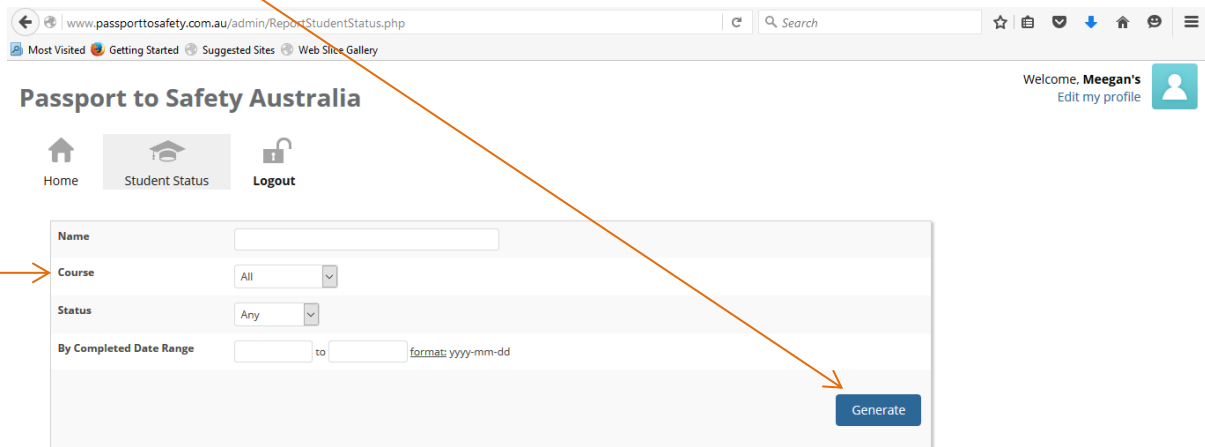 www.passporttosafety.com.au/admin/ReportStudentStatus.php Search
Most Visited Getting Started Suggested Sites Web Slice Gallery
Welcome, Meegan's
Edit my profile
Passport to Safety Australia
Home Student Status Logout
Name
Course All
Status Any
By Completed Date Range to format: yyyy-mm-dd
Generate